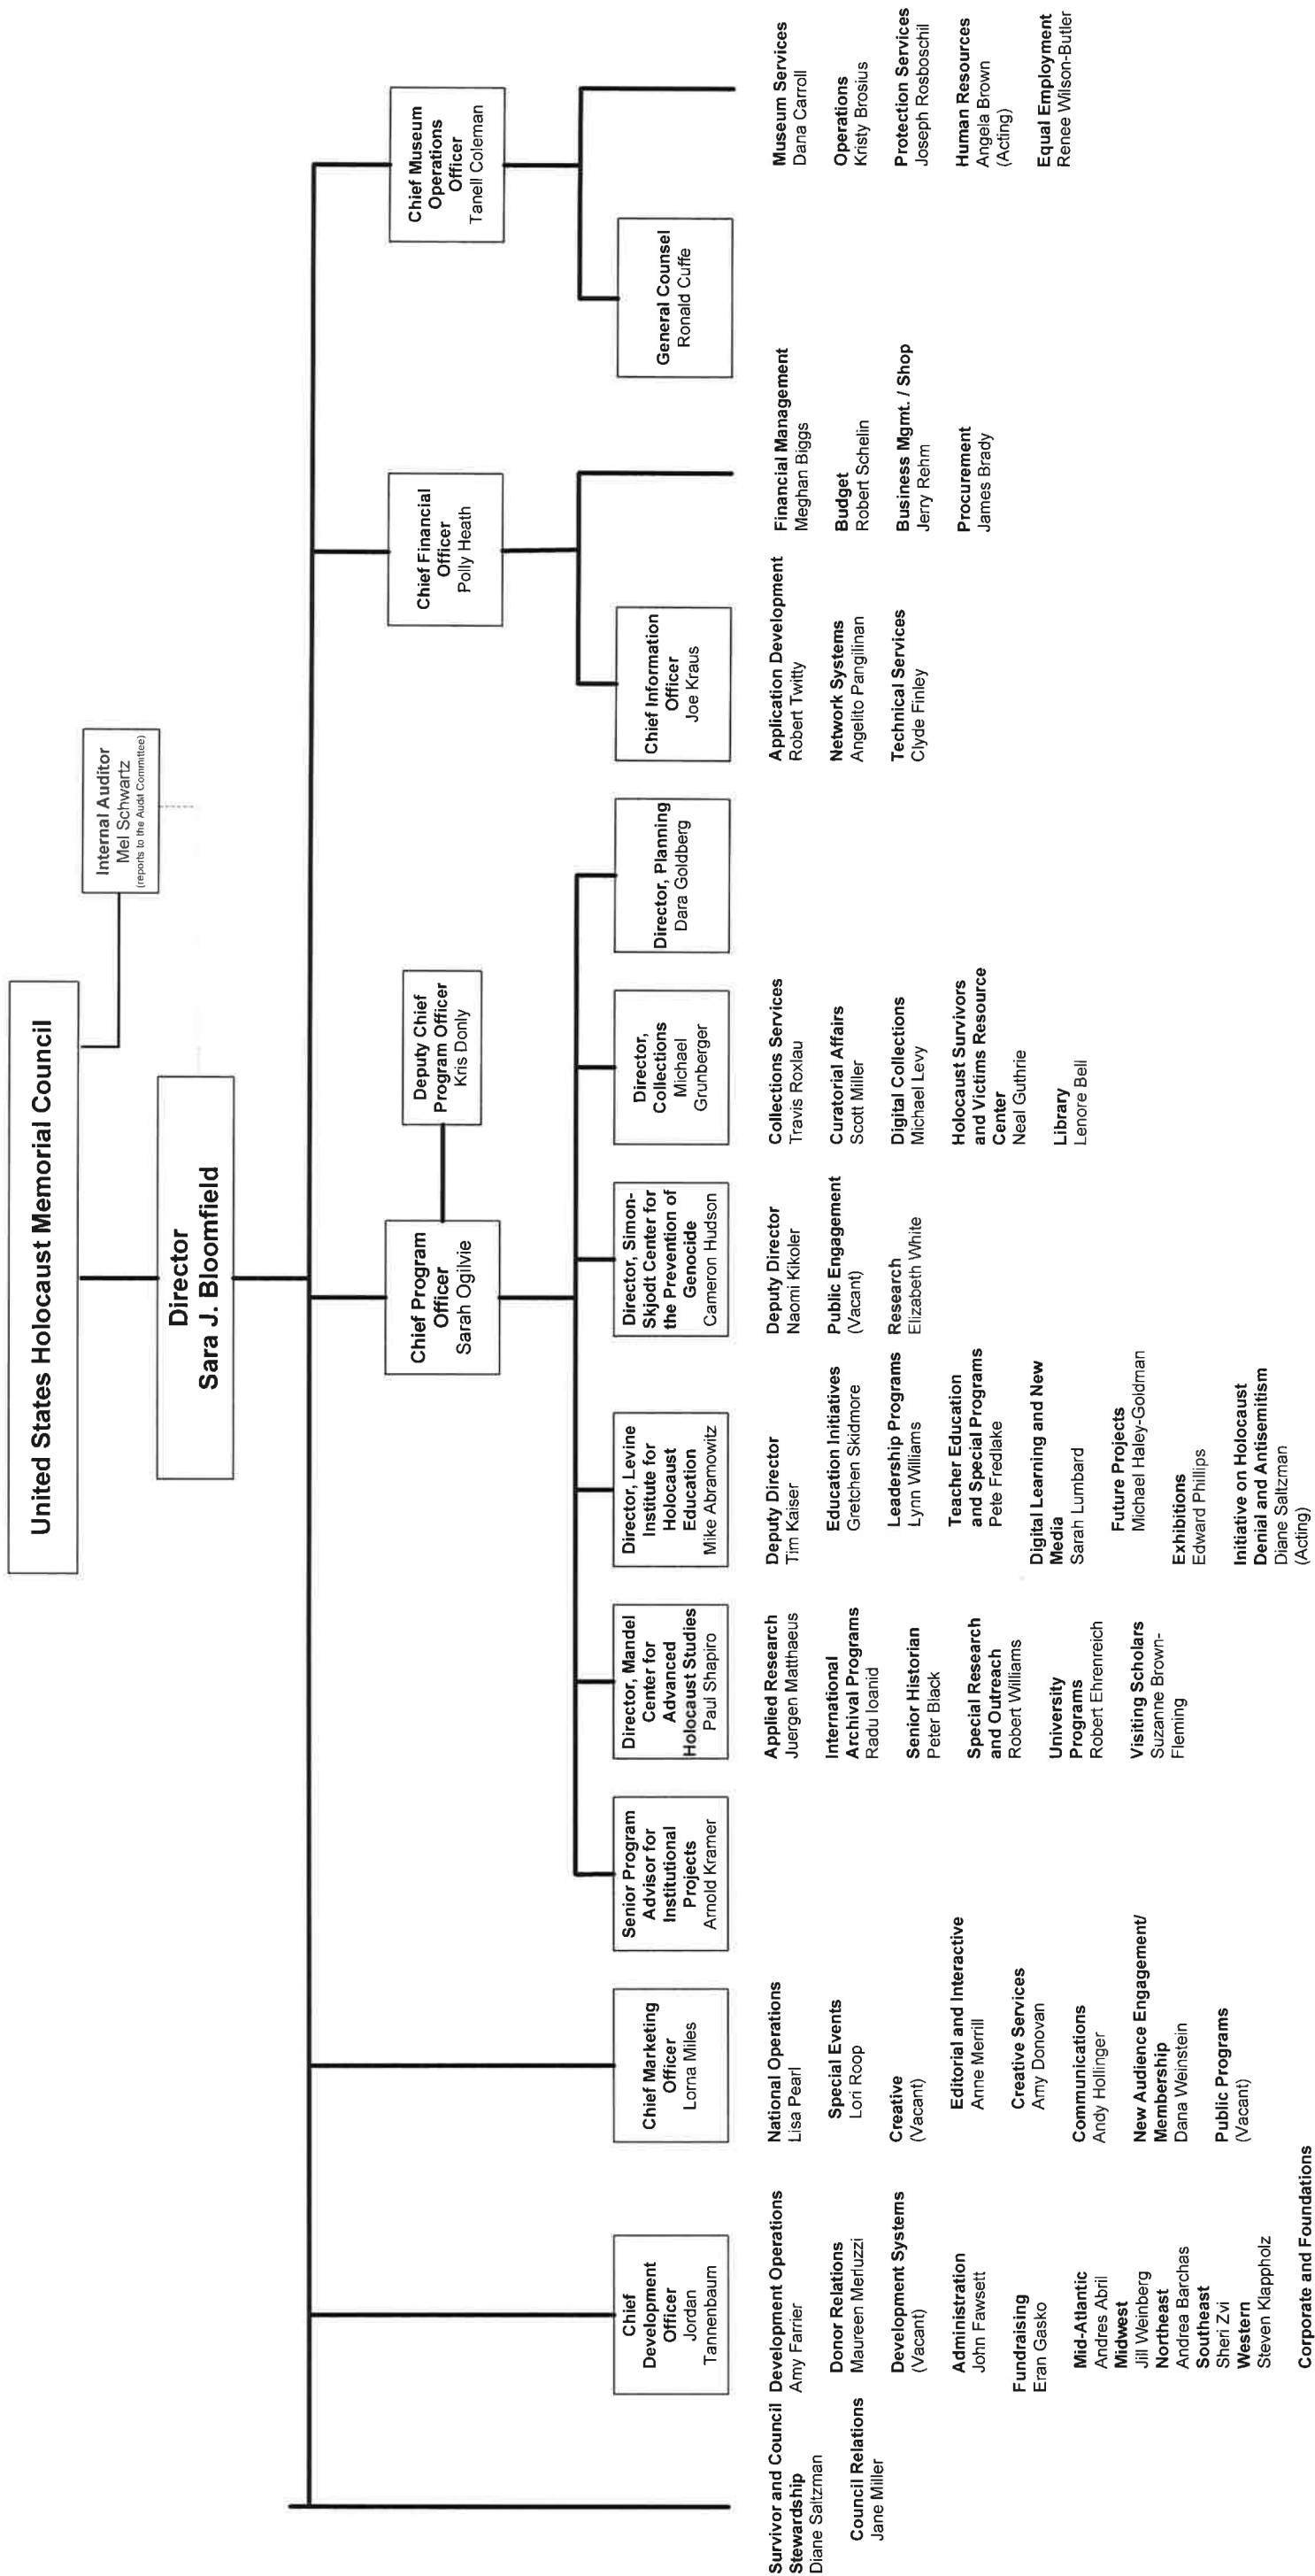 United States Holocaust Memorial Council
Internal Auditor
Mel Schwartz
(reports to the Audit Committee)
Director
Sara J. Bloomfield
Chief Program
Officer
Sarah Ogilvie
Deputy Chief
Program Officer
Kris Donly
Chief Financial
Officer
Polly Heath
Chief Museum
Operations
Officer
Tanell Coleman
Survivor and Council
Stewardship
Diane Saltzman
Council Relations
Jane Miller
Chief
Development
Officer
Jordan
Tannenbaum
Development Operations
Amy Farrier
Donor Relations
Maureen Merluzzi
Development Systems
(Vacant)
Administration
John Fawsett
Fundraising
Eran Gasko
Mid-Atlantic
Andres Abril
Midwest
Jill Weinberg
Northeast
Andrea Barchas
Southeast
Sheri Zvi
Western
Steven Klappholz
Corporate and Foundations
Chief Marketing
Officer
Lorna Miles
National Operations
Lisa Pearl
Special Events
Lori Roop
Creative
(Vacant)
Editorial and Interactive
Anne Merrill
Creative Services
Amy Donovan
Communications
Andy Hollinger
New Audience Engagement/
Membership
Dana Weinstein
Public Programs
(Vacant)
Senior Program
Advisor for
Institutional
Projects
Arnold Kramer
Director, Mandel
Center for
Advanced
Holocaust Studies
Paul Shapiro
Applied Research
Juergen Matthaeus
International
Archival Programs
Radu Ioanid
Senior Historian
Peter Black
Special Research
and Outreach
Robert Williams
University
Programs
Robert Ehrenreich
Visiting Scholars
Suzanne Brown-
Fleming
Director, Levine
Institute for
Holocaust
Education
Mike Abramowitz
Deputy Director
Tim Kaiser
Education Initiatives
Gretchen Skidmore
Leadership Programs
Lynn Williams
Teacher Education
and Special Programs
Pete Fredlake
Digital Learning and New
Media
Sarah Lumbard
Future Projects
Michael Haley-Goldman
Exhibitions
Edward Phillips
Initiative on Holocaust
Denial and Antisemitism
Diane Saltzman
(Acting)
Director, Simon-
Skjodt Center for
the Prevention of
Genocide
Cameron Hudson
Deputy Director
Naomi Kikoler
Public Engagement
(Vacant)
Research
Elizabeth White
Director,
Collections
Michael
Grunberger
Collections Services
Travis Roxlau
Curatorial Affairs
Scott Miller
Digital Collections
Michael Levy
Holocaust Survivors
and Victims Resource
Center
Neal Guthrie
Library
Lenore Bell
Director, Planning
Dara Goldberg
Chief Information
Officer
Joe Kraus
Application Development
Robert Twitty
Network Systems
Angelito Pangilinan
Technical Services
Clyde Finley
Financial Management
Meghan Biggs
Budget
Robert Schelin
Business Mgmt. / Shop
Jerry Rehm
Procurement
James Brady
General Counsel
Ronald Cuffe
Museum Services
Dana Carroll
Operations
Kristy Brosius
Protection Services
Joseph Rosboschil
Human Resources
Angela Brown
(Acting)
Equal Employment
Renee Wilson-Butler